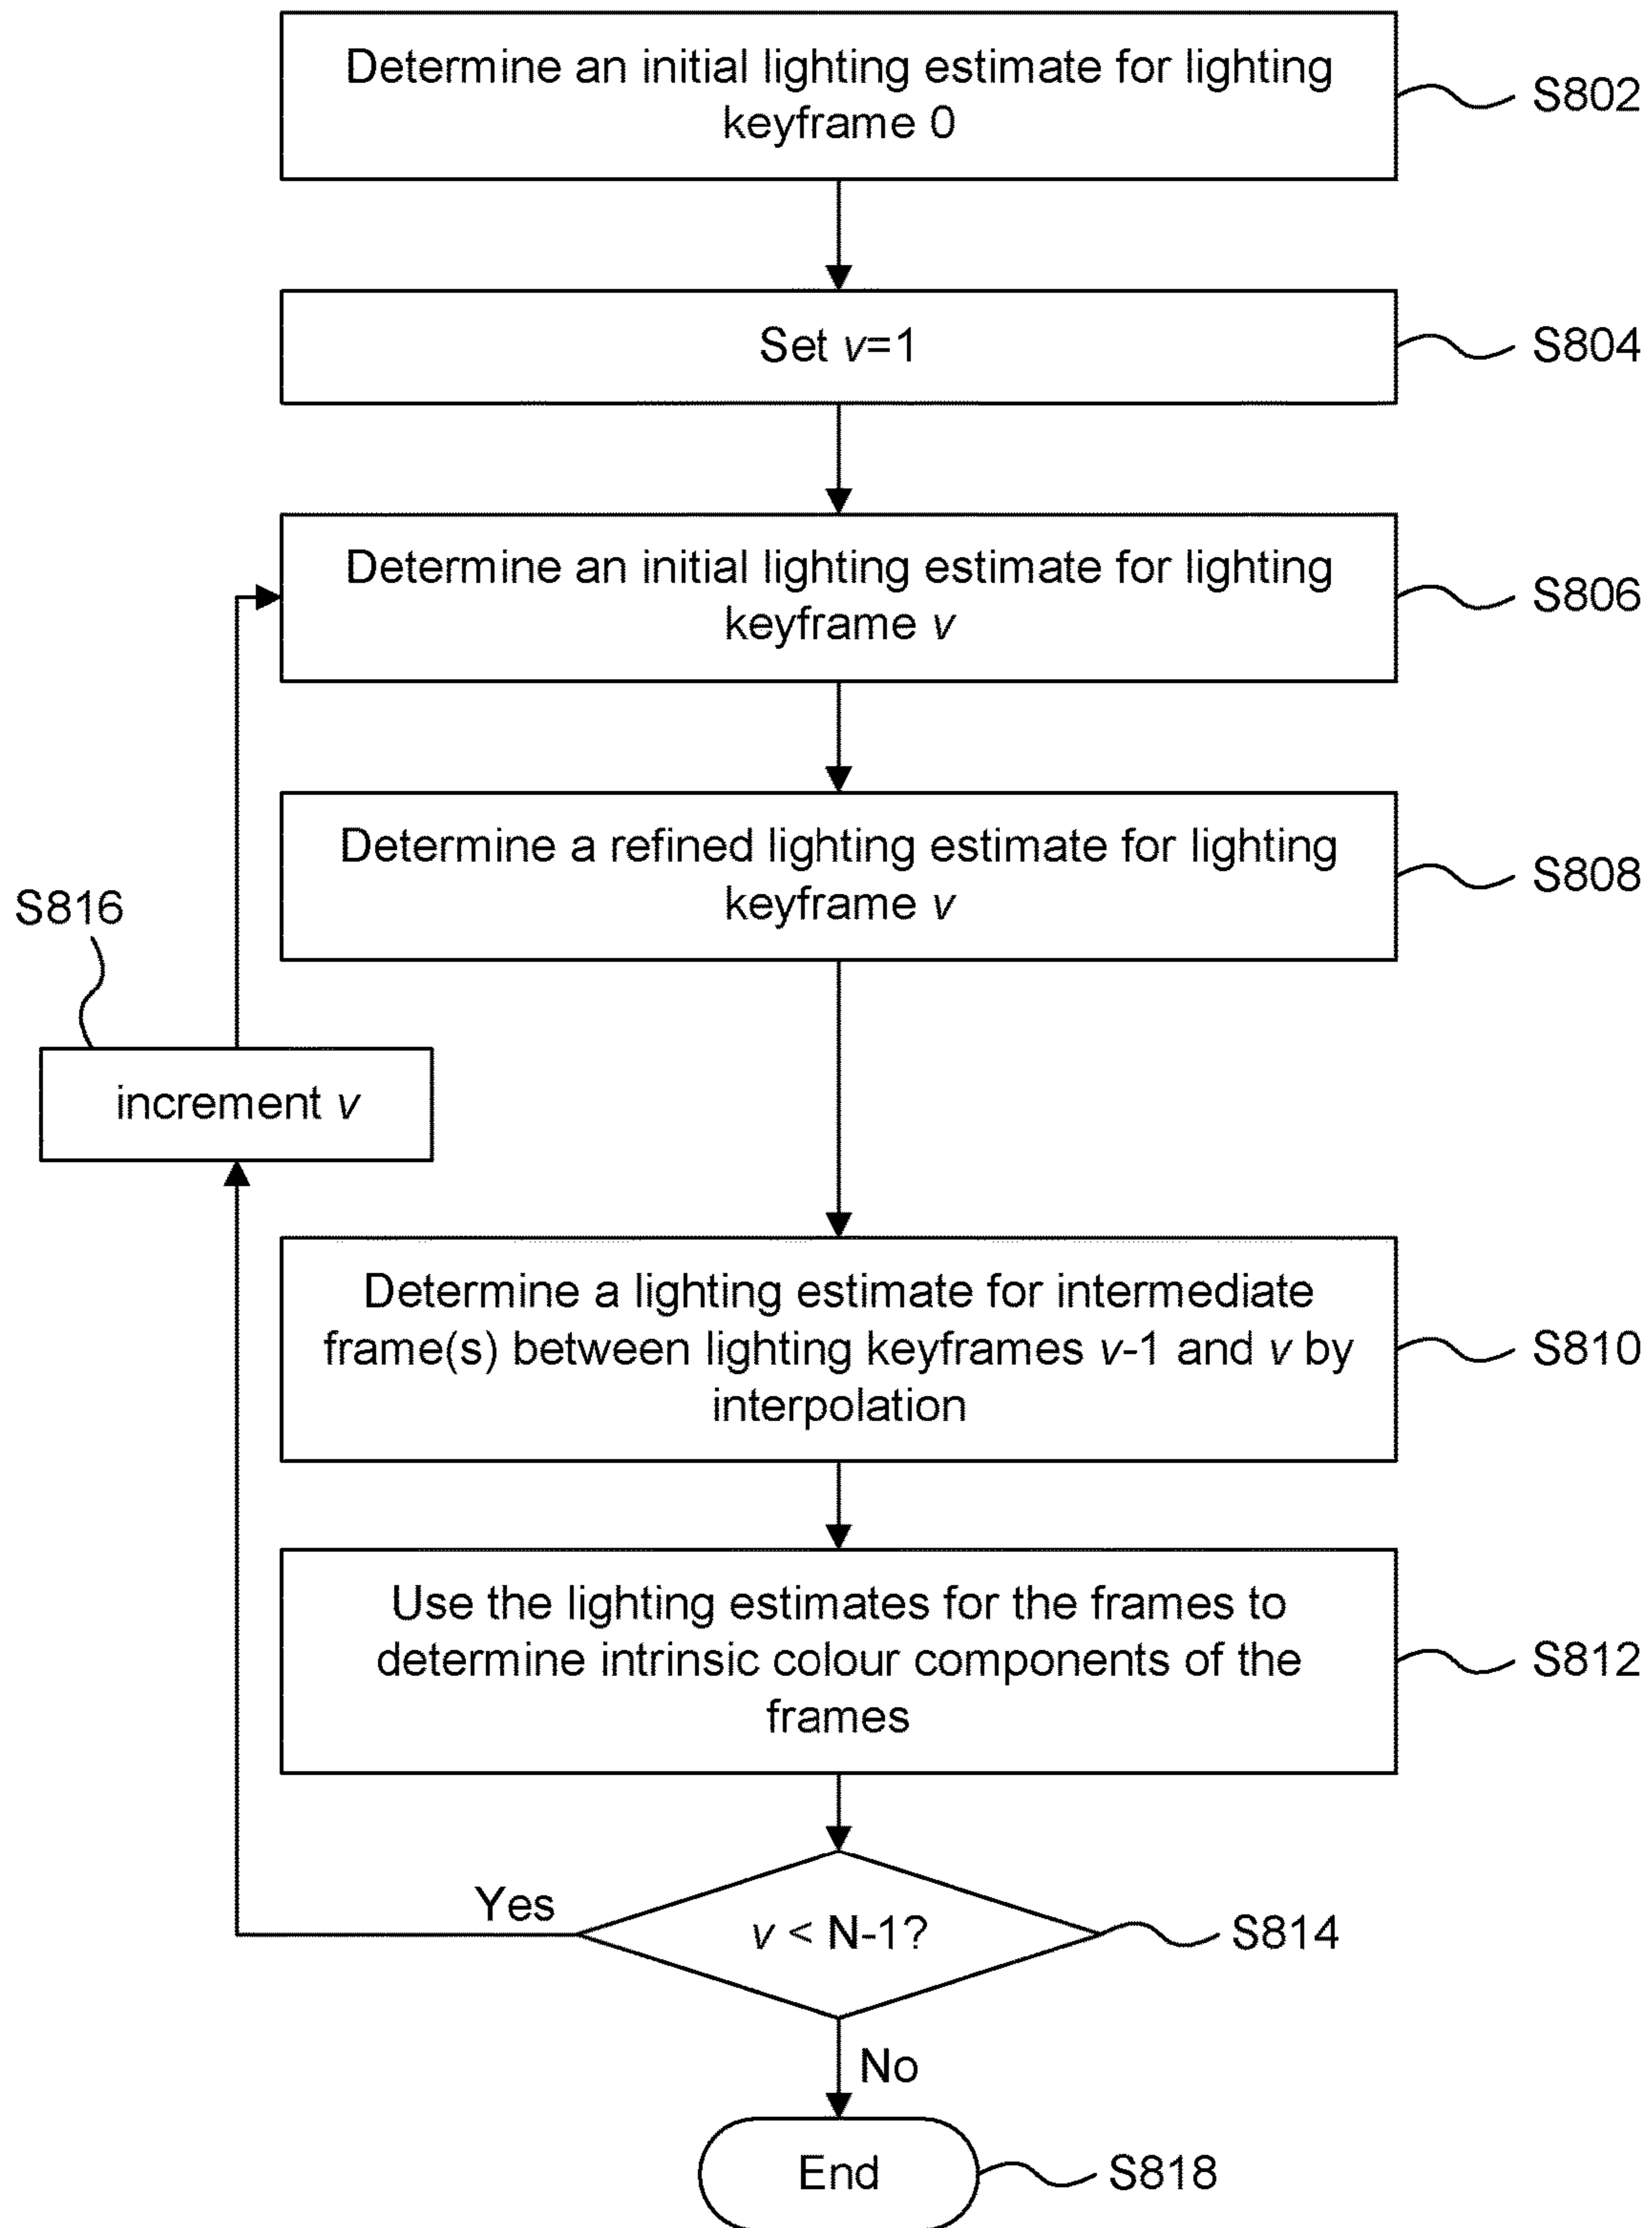 Determine an initial lighting estimate for lighting
keyframe 0
S802
Set v=1
S804
Determine an initial lighting estimate for lighting
keyframe v
S806
Determine a refined lighting estimate for lighting
keyframe v
S808
S816
increment v
Determine a lighting estimate for intermediate
frame(s) between lighting keyframes v-1 and v by
interpolation
S810
Use the lighting estimates for the frames to
determine intrinsic colour components of the
frames
S812
Yes
v < N-1?
S814
No
End
S818